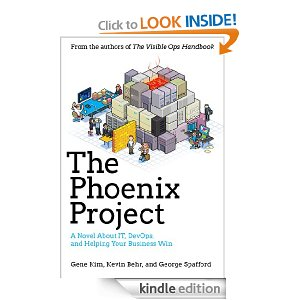 Click to
LOOK INSIDE!
From the authors of The Visible Ops Handbook
The
Phoenix
Project
A Novel About IT, DevOps,
and Helping Your Business Win
Gene Kim, Kevin Behr, and George Spafford
kindle edition